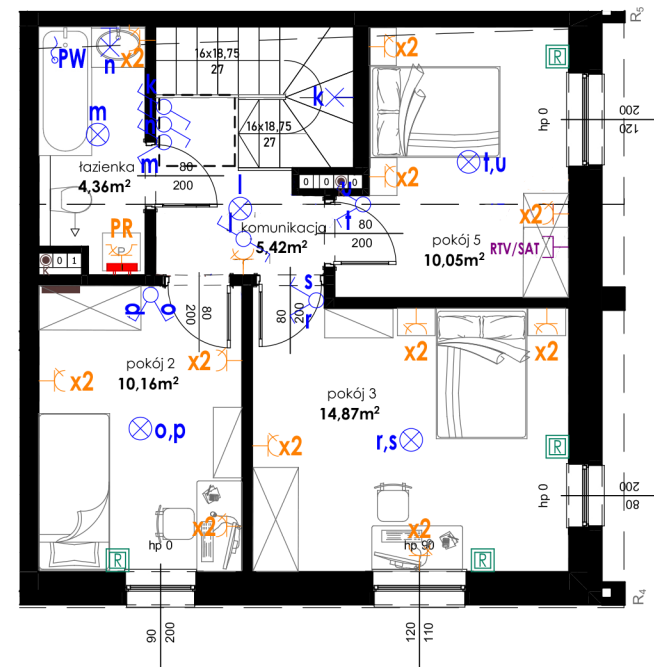 R5
PW
n
x2
16x18,75
27
k
x2
R
hp 0
200
120
k
l
n
m
m
16x18,75
27
łazienka
4,36m²
80
200
0 0 0
u
t
x2
t,u
l
l
komunikacja
5,42m²
PR
P
80
200
pokój 5
10,05m²
x2
RTV/SAT
0 0 1
K
p
o
80
200
s
r
80
200
pokój 2
10,16m²
x2
x2
x2
x2
pokój 3
14,87m²
o,p
r,s
x2
R
hp 0
200
80
x2
hp 0
x2
hp 90
R
R
90
200
120
110
R4